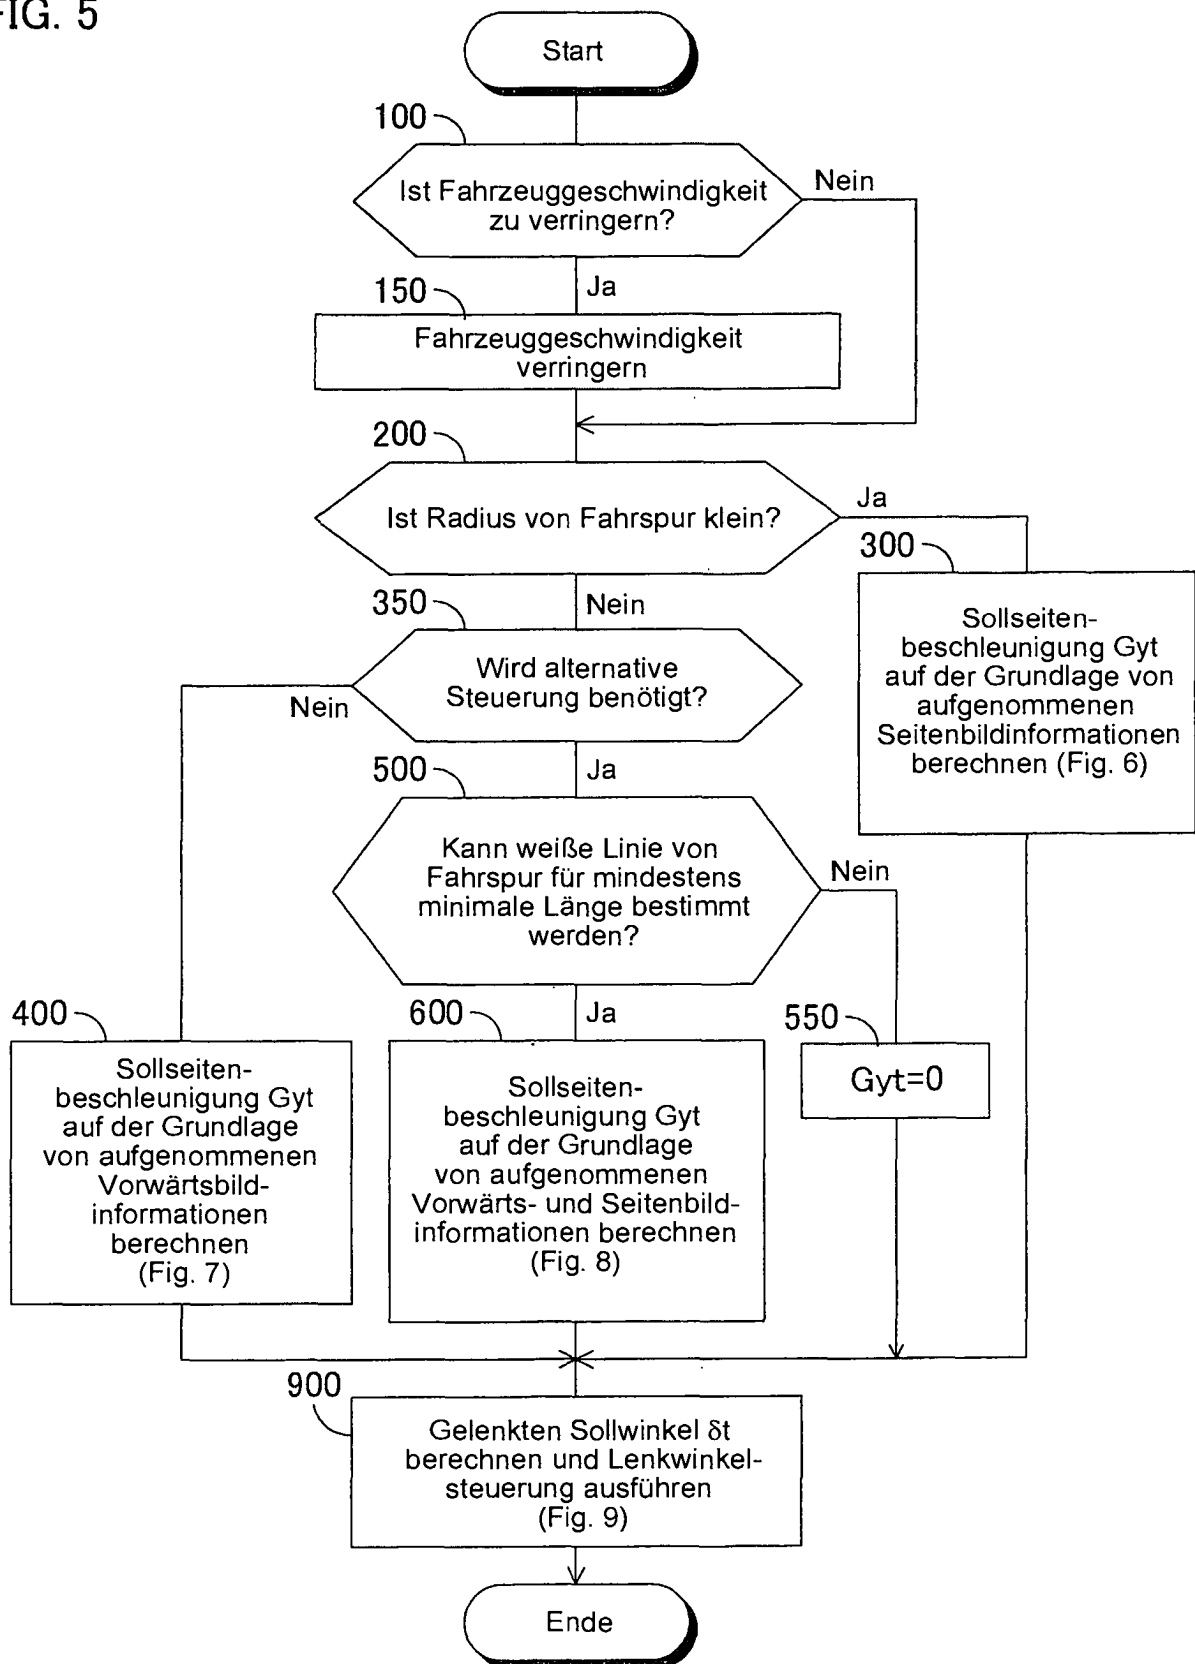 FIG. 5
Start
100
Ist Fahrzeuggeschwindigkeit
zu verringern?
Nein
Ja
150
Fahrzeuggeschwindigkeit
verringern
200
Ist Radius von Fahrspur klein?
Ja
300
Sollseiten-
beschleunigung Gyt
auf der Grundlage von
aufgenommenen
Seitenbildinformationen
berechnen (Fig. 6)
Nein
350
Wird alternative
Steuerung benötigt?
Nein
Ja
500
Kann weiße Linie von
Fahrspur für mindestens
minimale Länge bestimmt
werden?
Nein
Ja
400
Sollseiten-
beschleunigung Gyt
auf der Grundlage
von aufgenommenen
Vorwärtsbild-
informationen
berechnen
(Fig. 7)
600
Sollseiten-
beschleunigung Gyt
auf der Grundlage
von aufgenommenen
Vorwärts- und Seitenbild-
informationen berechnen
(Fig. 8)
550
Gyt=0
900
Gelenkten Sollwinkel δt
berechnen und Lenkwinkel-
steuerung ausführen
(Fig. 9)
Ende